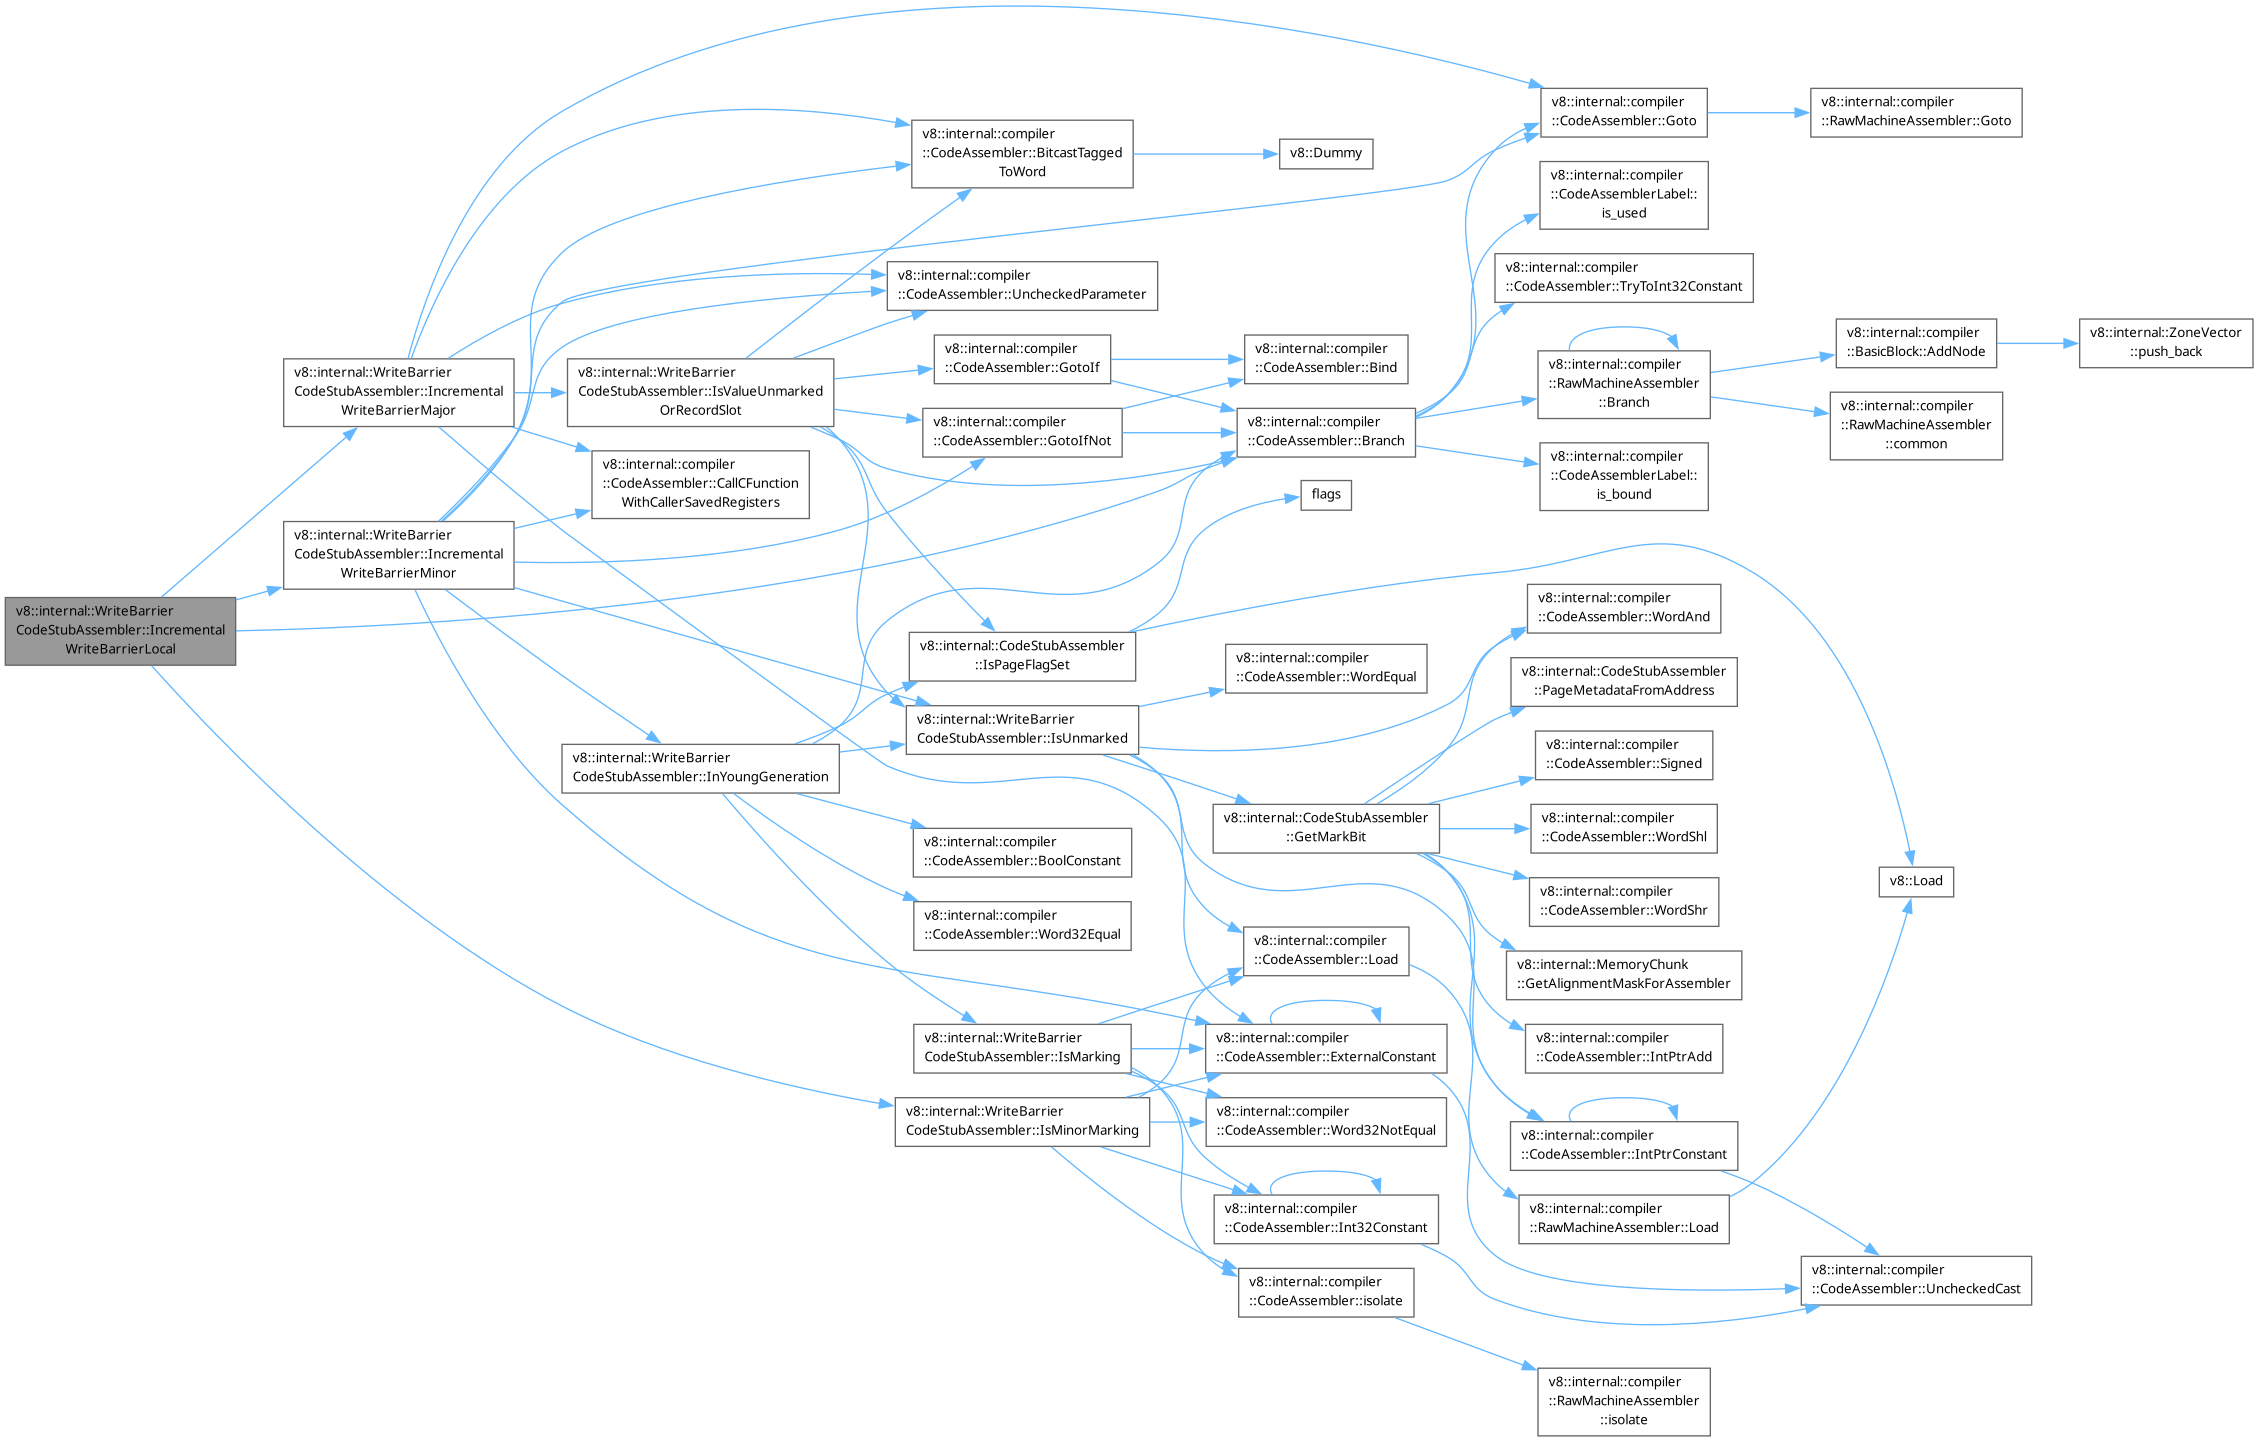 v8::internal::WriteBarrier
CodeStubAssembler::Incremental
WriteBarrierLocal
v8::internal::WriteBarrier
CodeStubAssembler::Incremental
WriteBarrierMajor
v8::internal::WriteBarrier
CodeStubAssembler::Incremental
WriteBarrierMinor
v8::internal::WriteBarrier
CodeStubAssembler::IsValueUnmarked
OrRecordSlot
v8::internal::compiler
::CodeAssembler::CallCFunction
WithCallerSavedRegisters
v8::internal::WriteBarrier
CodeStubAssembler::InYoungGeneration
v8::internal::compiler
::CodeAssembler::BitcastTagged
ToWord
v8::internal::compiler
::CodeAssembler::UncheckedParameter
v8::internal::compiler
::CodeAssembler::GotoIf
v8::internal::compiler
::CodeAssembler::GotoIfNot
v8::internal::CodeStubAssembler
::IsPageFlagSet
v8::internal::WriteBarrier
CodeStubAssembler::IsUnmarked
v8::internal::compiler
::CodeAssembler::BoolConstant
v8::internal::compiler
::CodeAssembler::Word32Equal
v8::internal::WriteBarrier
CodeStubAssembler::IsMarking
v8::internal::WriteBarrier
CodeStubAssembler::IsMinorMarking
v8::Dummy
v8::internal::compiler
::CodeAssembler::Bind
v8::internal::compiler
::CodeAssembler::Branch
flags
v8::internal::compiler
::CodeAssembler::WordEqual
v8::internal::CodeStubAssembler
::GetMarkBit
v8::internal::compiler
::CodeAssembler::Load
v8::internal::compiler
::CodeAssembler::ExternalConstant
v8::internal::compiler
::CodeAssembler::Word32NotEqual
v8::internal::compiler
::CodeAssembler::Int32Constant
v8::internal::compiler
::CodeAssembler::isolate
v8::internal::compiler
::CodeAssembler::Goto
v8::internal::compiler
::CodeAssemblerLabel::
is_used
v8::internal::compiler
::CodeAssembler::TryToInt32Constant
v8::internal::compiler
::RawMachineAssembler
::Branch
v8::internal::compiler
::CodeAssemblerLabel::
is_bound
v8::internal::compiler
::CodeAssembler::WordAnd
v8::internal::CodeStubAssembler
::PageMetadataFromAddress
v8::internal::compiler
::CodeAssembler::Signed
v8::internal::compiler
::CodeAssembler::WordShl
v8::internal::compiler
::CodeAssembler::WordShr
v8::internal::MemoryChunk
::GetAlignmentMaskForAssembler
v8::internal::compiler
::CodeAssembler::IntPtrAdd
v8::internal::compiler
::CodeAssembler::IntPtrConstant
v8::internal::compiler
::RawMachineAssembler::Load
v8::internal::compiler
::RawMachineAssembler
::isolate
v8::internal::compiler
::RawMachineAssembler::Goto
v8::internal::compiler
::BasicBlock::AddNode
v8::internal::compiler
::RawMachineAssembler
::common
v8::Load
v8::internal::compiler
::CodeAssembler::UncheckedCast
v8::internal::ZoneVector
::push_back